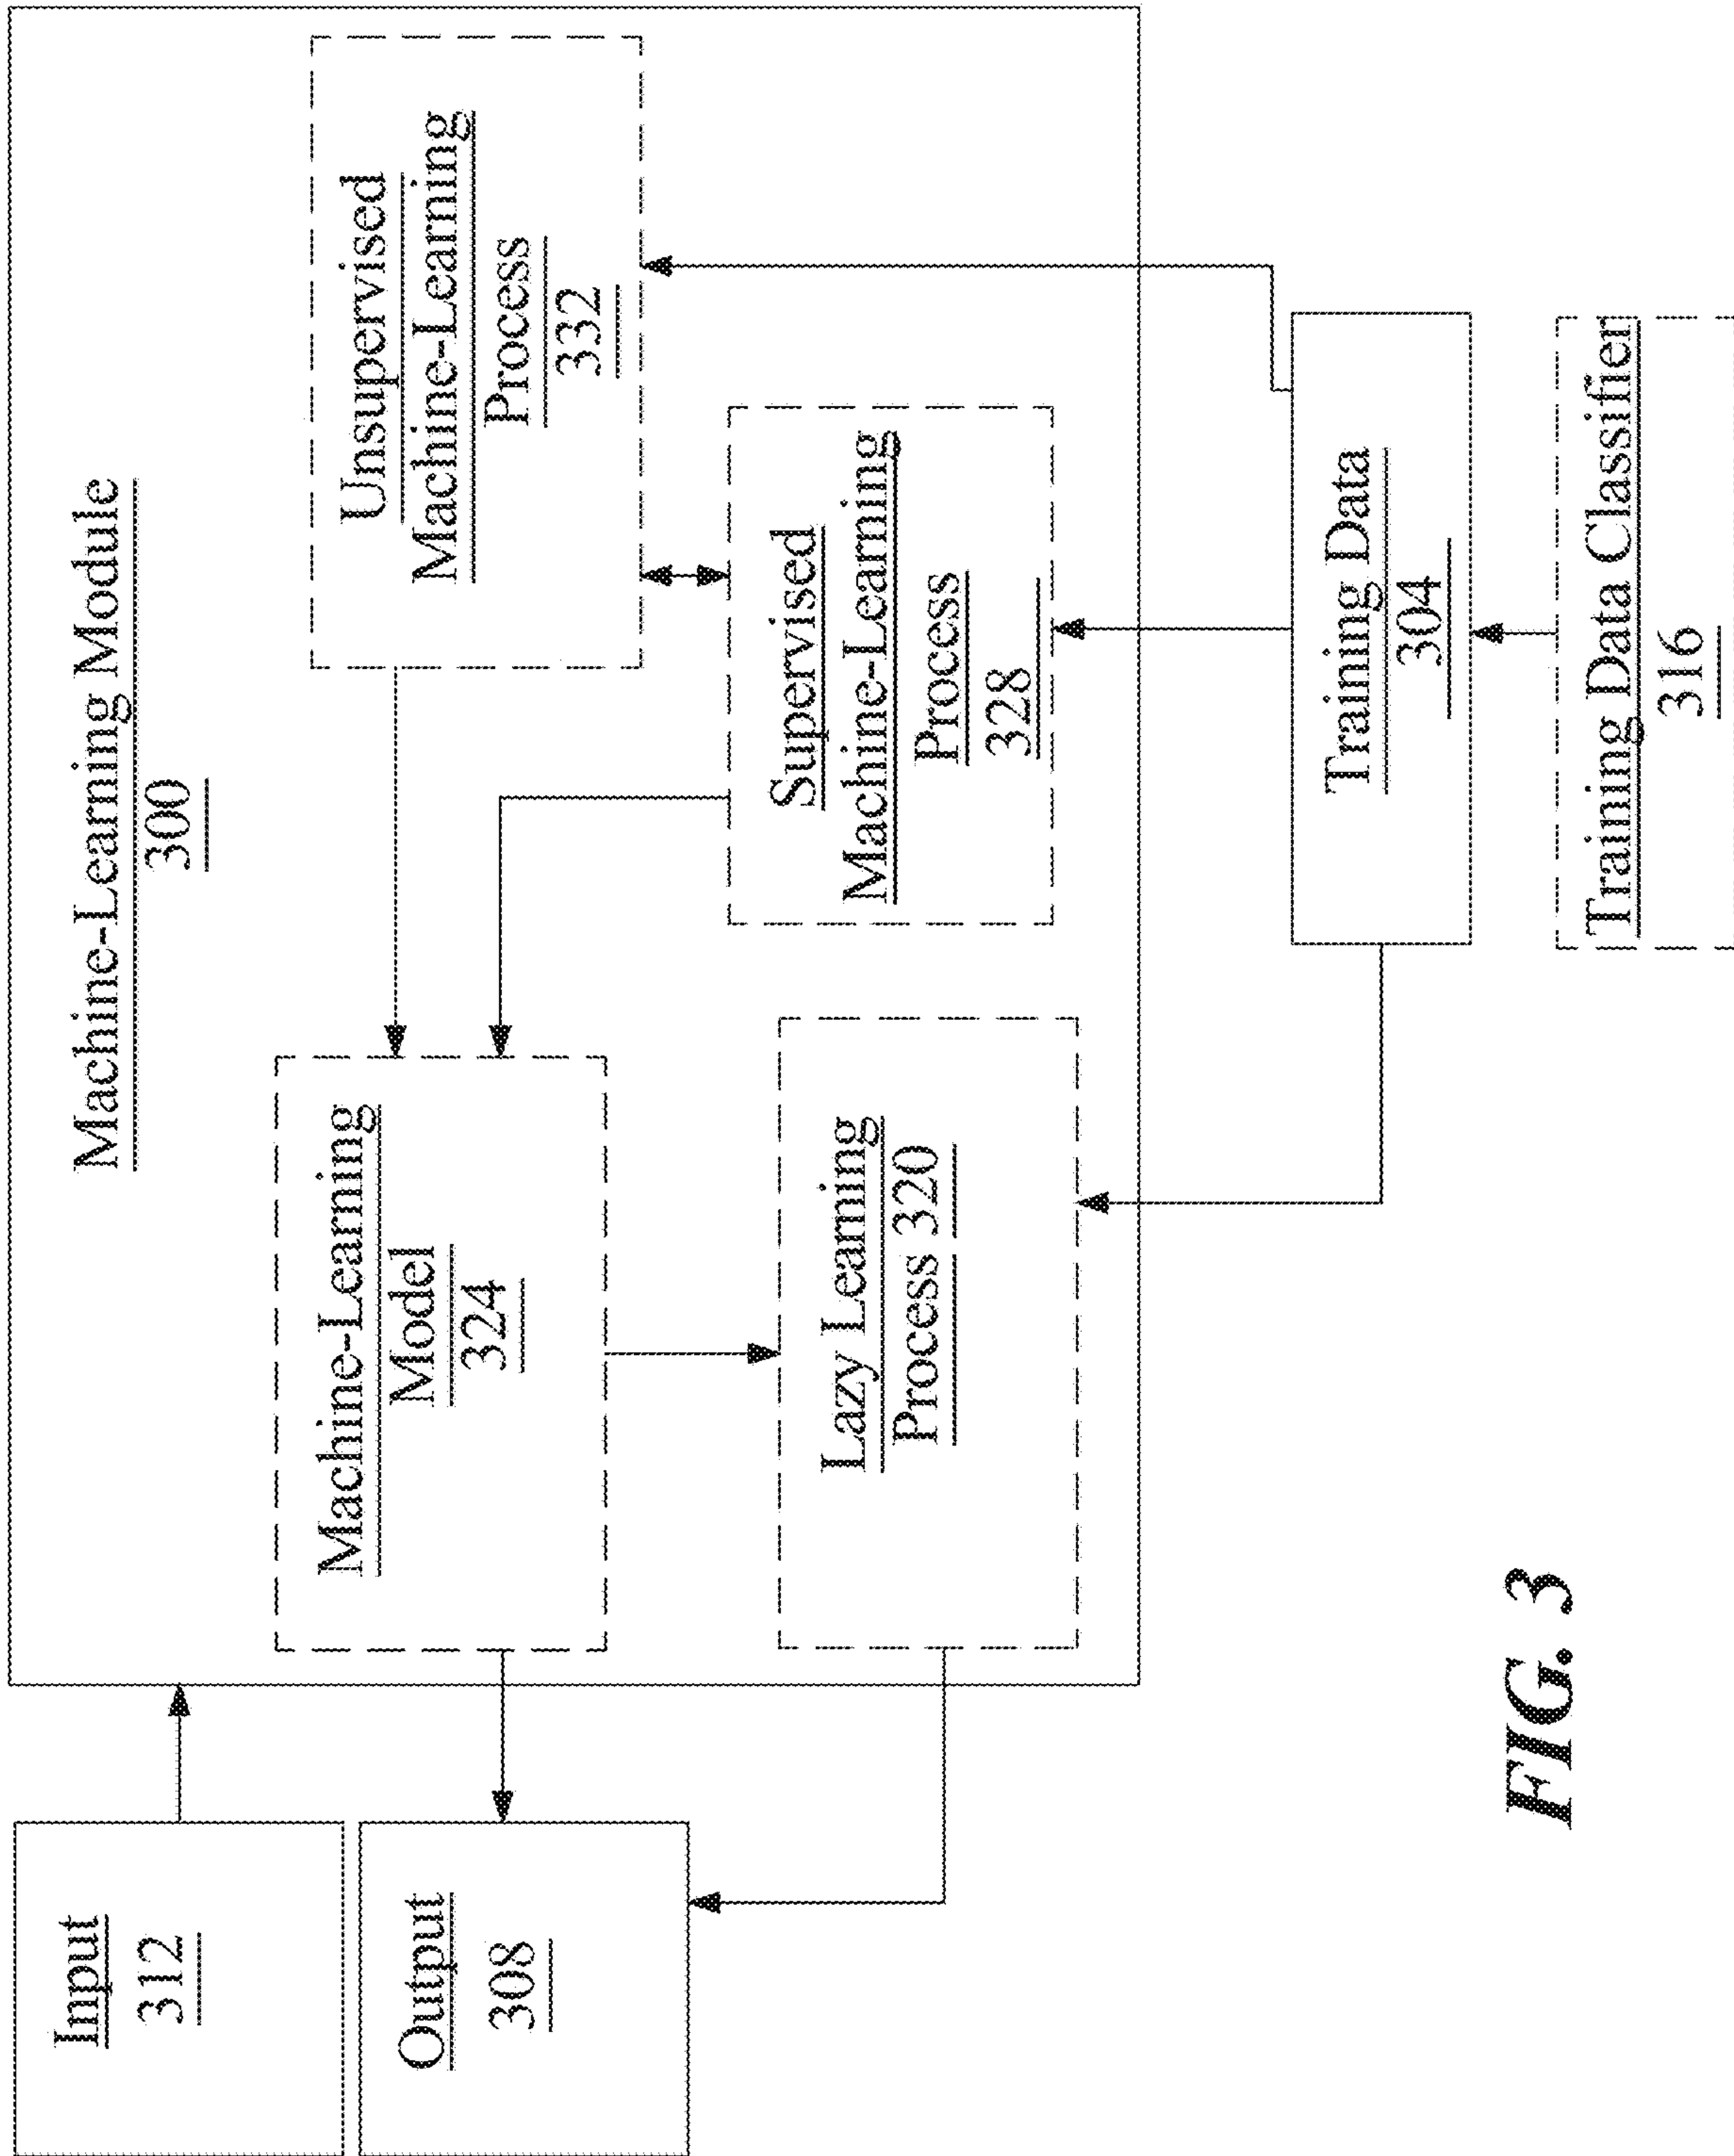 Machine-Learning Module
300
Input
312
Output
308
Machine-Learning
Model
324
Unsupervised
Machine-Learning
Process
332
Lazy Learning
Process 320
Supervised
Machine-Learning
Process
328
Training Data
304
Training Data Classifier
316
FIG. 3